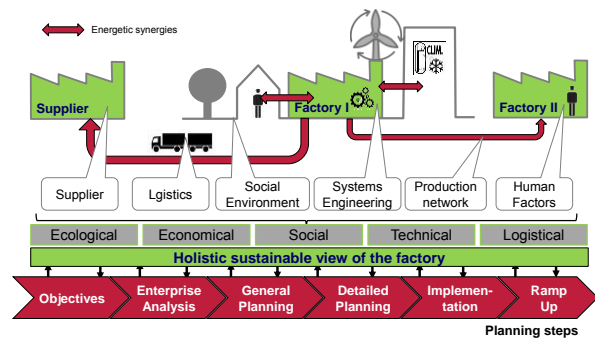 Energetic synergies
CLIM.
Supplier
Factory I
Factory II
Supplier
Lgistics
Social
Environment
Systems
Engineering
Production
network
Human
Factors
Ecological
Economical
Social
Technical
Logistical
Holistic sustainable view of the factory
Objectives
Enterprise
Analysis
General
Planning
Detailed
Planning
Implemen-
tation
Ramp
Up
Planning steps